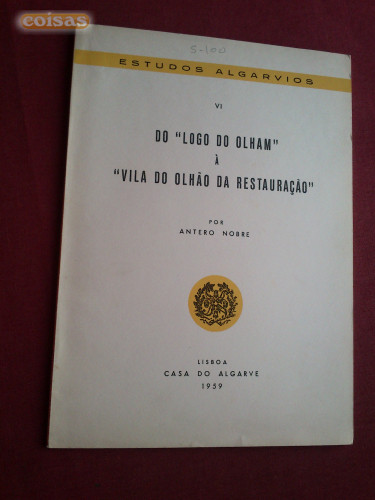 coisas
ESTUDOS ALGARVIOS
VI
DO "LOGO DO OLHAM"
À
"VILA DO OLHÃO DA RESTAURAÇÃO"
POR
ANTERO NOBRE
LISBOA
CASA DO ALGARVE
1959